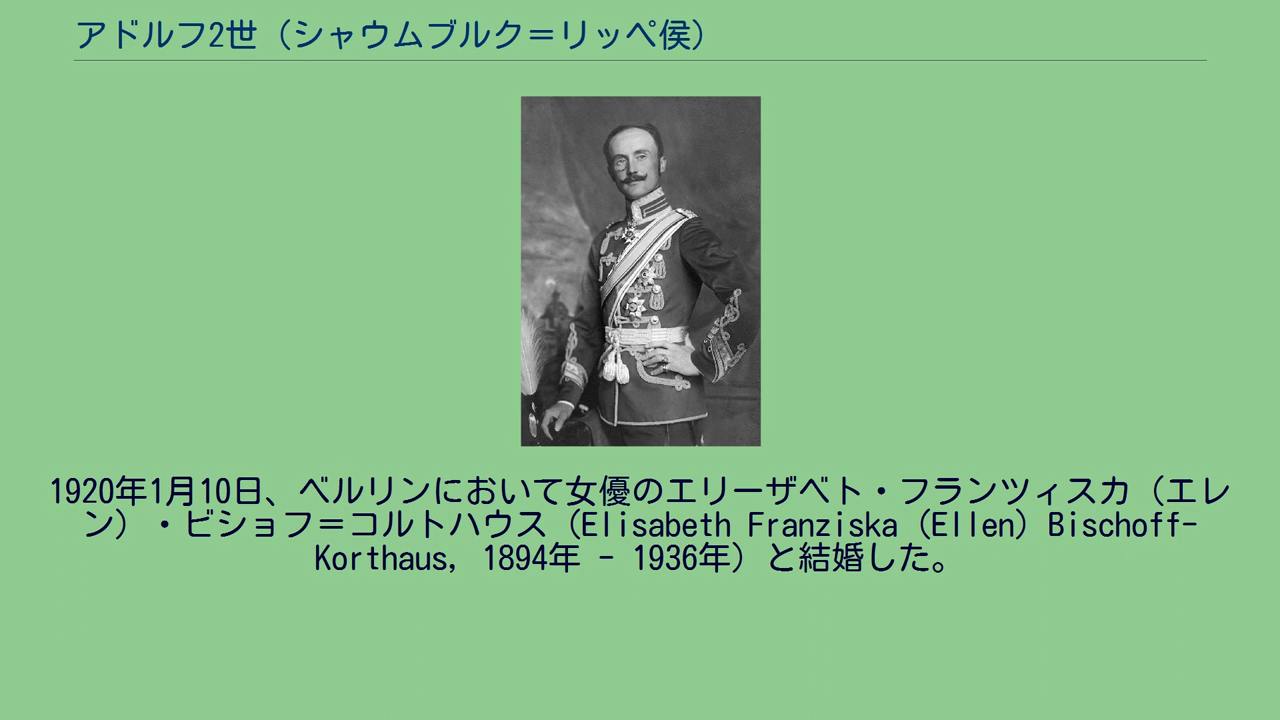 アドルフ2世（シャウムブルク＝リッペ侯）
1920年1月10日、ベルリンにおいて女優のエリーザベト・フランツィスカ（エレ
ン）・ビショフ＝コルトハウス（Elisabeth Franziska (Ellen) Bischoff-
Korthaus, 1894年 - 1936年）と結婚した。